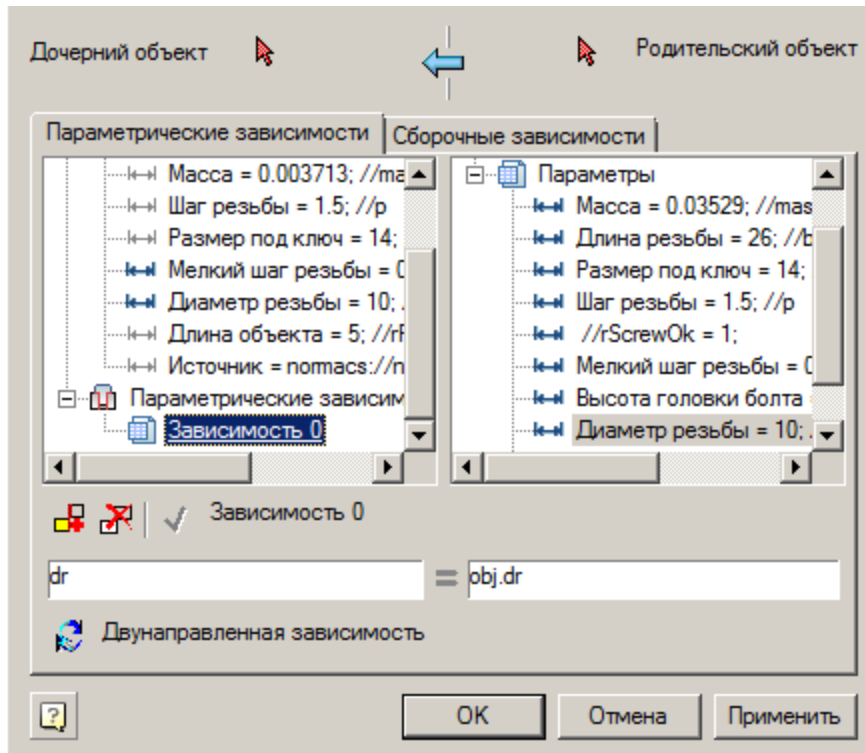 Дочерний объект
Родительский объект
Параметрические зависимости
Сборочные зависимости
Масса = 0.003713; //ma
Шаг резьбы = 1.5; //p
Размер под ключ = 14;
Мелкий шаг резьбы = 0
Диаметр резьбы = 10; .
Длина объекта = 5; //rF
Источник = normacs://n
Параметрические зависим
Зависимость 0
Параметры
Масса = 0.03529; //mas
Длина резьбы = 26; //b
Размер под ключ = 14;
Шаг резьбы = 1.5; //p
//rScrewOk = 1;
Мелкий шаг резьбы = 0
Высота головки болта
Диаметр резьбы = 10; .
Зависимость 0
dr = obj.dr
Двунаправленная зависимость
?
OK
Отмена
Применить